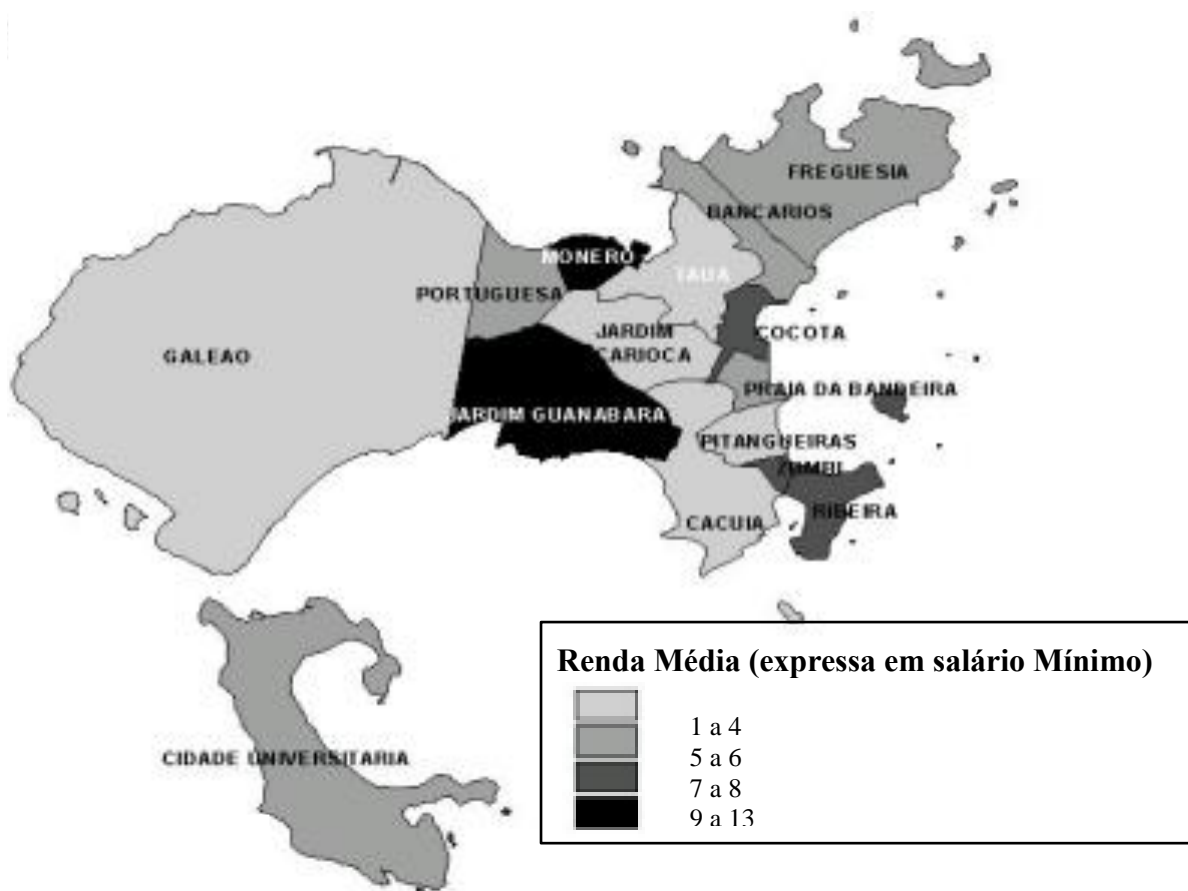 FREGUESIA
BANCARIOS
MONERO
TAUA
PORTUGUESA
JARDIM
CARIOCA
COCOTA
GALEAO
PRAIA DA BANDEIRA
JARDIM GUANABARA
PITANGUEIRAS
ZUMBI
RIBEIRA
CACUIA
CIDADE UNIVERSITARIA
Renda Média (expressa em salário Mínimo)
1 a 4
5 a 6
7 a 8
9 a 13